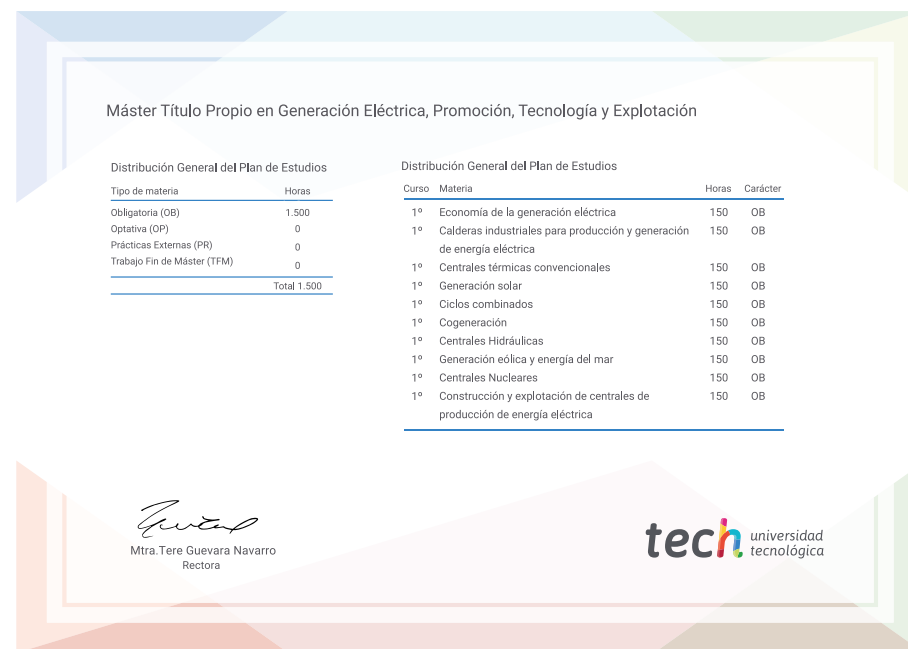 Máster Título Propio en Generación Eléctrica, Promoción, Tecnología y Explotación
Distribución General del Plan de Estudios
Tipo de materia Horas
Obligatoria (OB) 1.500
Optativa (OP) 0
Prácticas Externas (PR) 0
Trabajo Fin de Máster (TFM) 0
Total 1.500
Distribución General del Plan de Estudios
Curso Materia Horas Carácter
1º Economía de la generación eléctrica 150 OB
1º Calderas industriales para producción y generación 150 OB
de energía eléctrica
1º Centrales térmicas convencionales 150 OB
1º Generación solar 150 OB
1º Ciclos combinados 150 OB
1º Cogeneración 150 OB
1º Centrales Hidráulicas 150 OB
1º Generación eólica y energía del mar 150 OB
1º Centrales Nucleares 150 OB
1º Construcción y explotación de centrales de 150 OB
producción de energía eléctrica
Mtra.Tere Guevara Navarro
Rectora
tech universidad
tecnológica